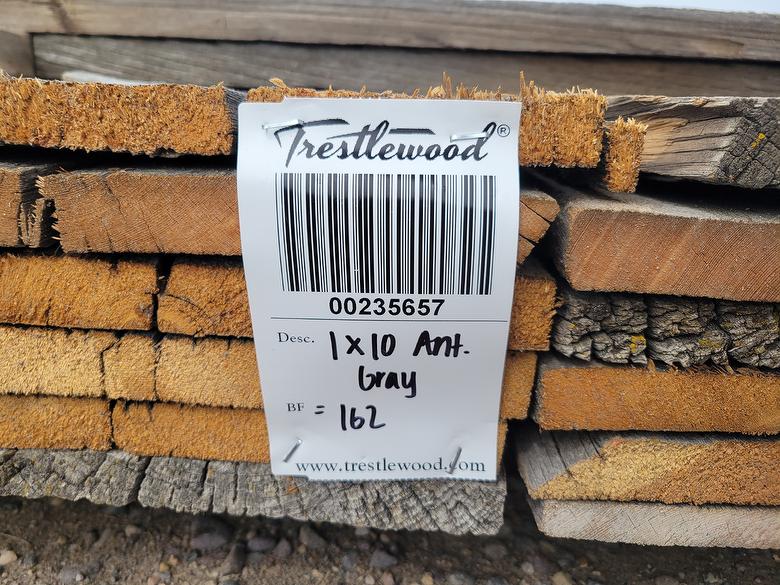 Trestlewood®
00235657
Desc. 1x10 Ant.
Gray
BF = 162
www.trestlewood.com